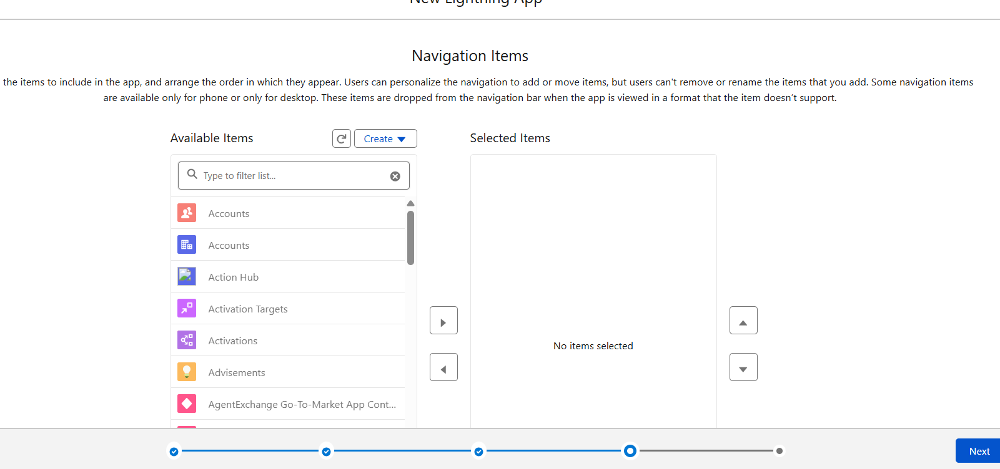 New Lightning App
Navigation Items
the items to include in the app, and arrange the order in which they appear. Users can personalize the navigation to add or move items, but users can't remove or rename the items that you add. Some navigation items
are available only for phone or only for desktop. These items are dropped from the navigation bar when the app is viewed in a format that the item doesn’t support.
Available Items
Create
Selected Items
Type to filter list...
Accounts
Accounts
Action Hub
Activation Targets
Activations
Advisements
AgentExchange Go-To-Market App Cont...
No items selected
Next